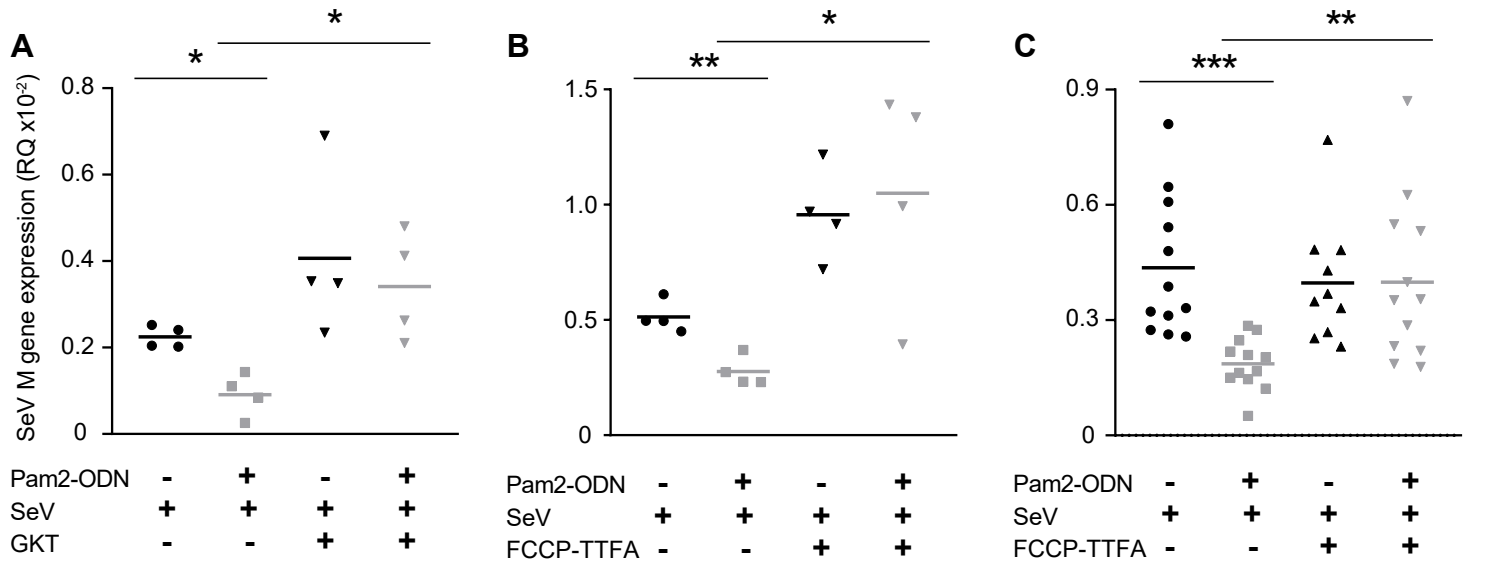 A
*
*
SeV M gene expression (RQ x10-2)
0.8
0.6
0.4
0.2
0
Pam2-ODN - + - +
SeV + + + +
GKT - - + +
B
*
**
1.5
1.0
0.5
0
Pam2-ODN - + - +
SeV + + + +
FCCP-TTFA - - + +
C
**
***
0.9
0.6
0.3
0
Pam2-ODN - + - +
SeV + + + +
FCCP-TTFA - - + +